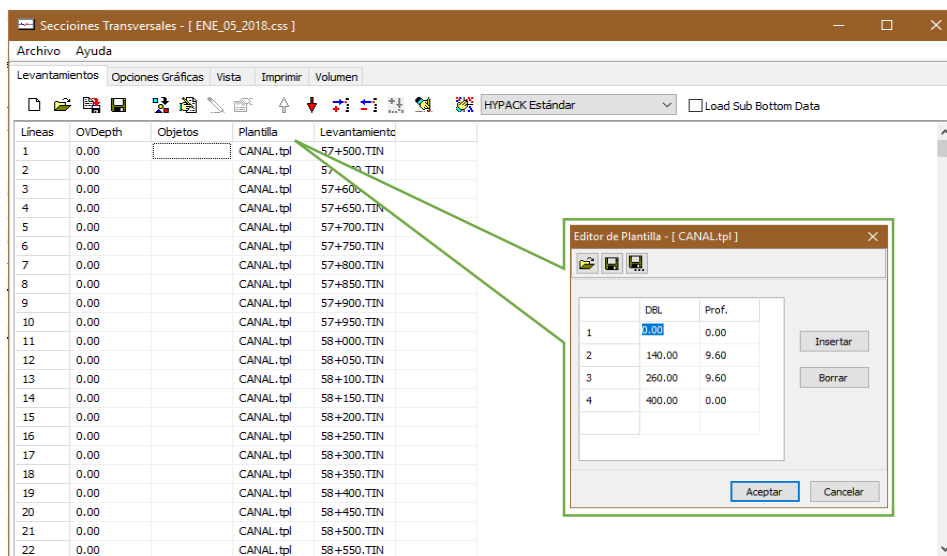 Seccioines Transversales - [ ENE_05_2018.css ]
Archivo Ayuda
Levantamientos Opciones Gráficas Vista Imprimir Volumen
HYPACK Estándar Load Sub Bottom Data
Líneas OVDepth Objetos Plantilla Levantamiento
1 0.00 CANAL.tpl 57+500.TIN
2 0.00 CANAL.tpl
3 0.00 CANAL.tpl
4 0.00 CANAL.tpl 57+650.TIN
5 0.00 CANAL.tpl 57+700.TIN
6 0.00 CANAL.tpl 57+750.TIN
7 0.00 CANAL.tpl 57+800.TIN
8 0.00 CANAL.tpl 57+850.TIN
9 0.00 CANAL.tpl 57+900.TIN
10 0.00 CANAL.tpl 57+950.TIN
11 0.00 CANAL.tpl 58+000.TIN
12 0.00 CANAL.tpl 58+050.TIN
13 0.00 CANAL.tpl 58+100.TIN
14 0.00 CANAL.tpl 58+150.TIN
15 0.00 CANAL.tpl 58+200.TIN
16 0.00 CANAL.tpl 58+250.TIN
17 0.00 CANAL.tpl 58+300.TIN
18 0.00 CANAL.tpl 58+350.TIN
19 0.00 CANAL.tpl 58+400.TIN
20 0.00 CANAL.tpl 58+450.TIN
21 0.00 CANAL.tpl 58+500.TIN
22 0.00 CANAL.tpl 58+550.TIN
Editor de Plantilla - [ CANAL.tpl ]
DBL Prof.
1 0.00 0.00
2 140.00 9.60
3 260.00 9.60
4 400.00 0.00
Insertar
Borrar
Aceptar Cancelar